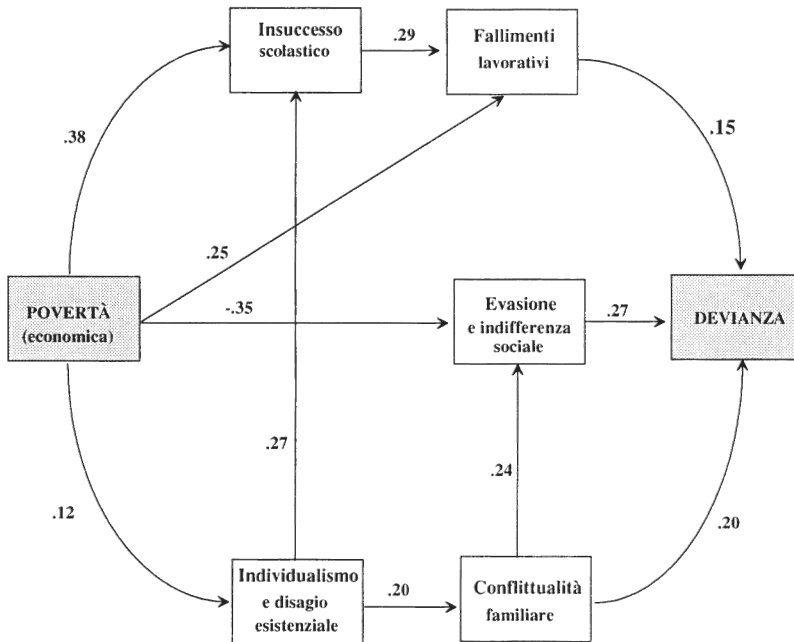 Insuccesso
scolastico
.29
Fallimenti
lavorativi
.38
.15
.25
POVERTÀ
(economica)
-.35
Evasione
e indifferenza
sociale
.27
DEVIANZA
.27
.24
.12
.20
Individualismo
e disagio
esistenziale
.20
Conflittualità
familiare